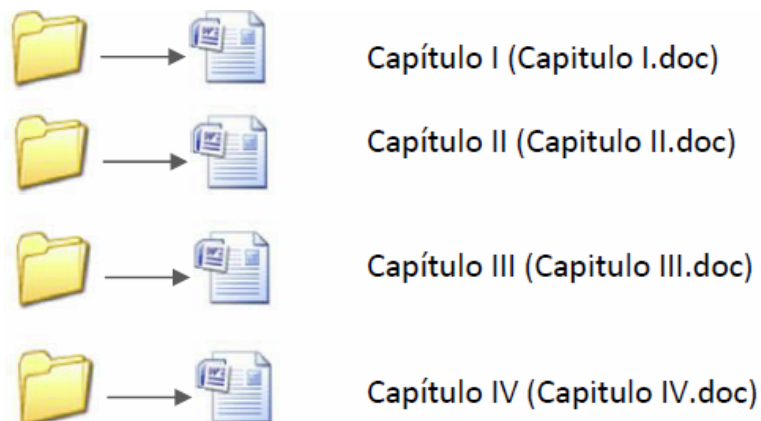 Capítulo I (Capitulo I.doc)
Capítulo II (Capitulo II.doc)
Capítulo III (Capitulo III.doc)
Capítulo IV (Capitulo IV.doc)